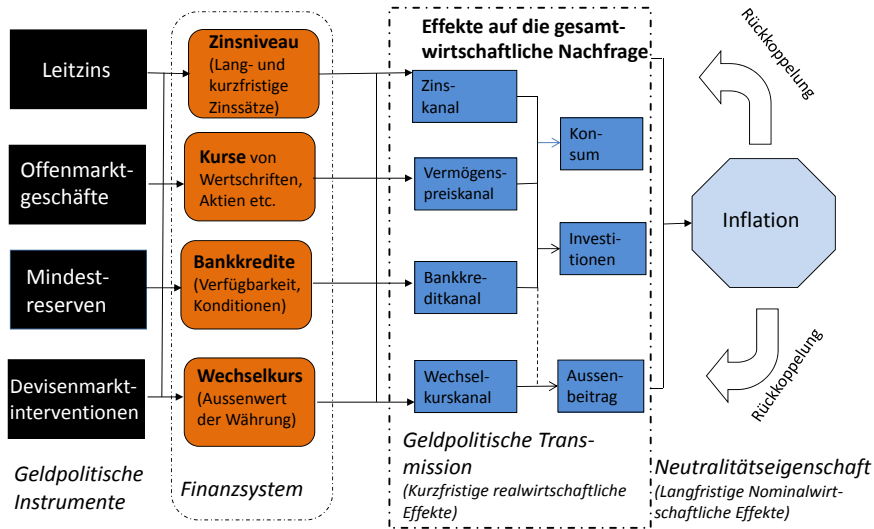 Leitzins
Offenmarkt-
geschäfte
Mindest-
reserven
Devisenmarkt-
interventionen
Geldpolitische
Instrumente
Zinsniveau
(Lang- und
kurzfristige
Zinssätze)
Kurse von
Wertschriften,
Aktien etc.
Bankkredite
(Verfügbarkeit,
Konditionen)
Wechselkurs
(Aussenwert
der Währung)
Finanzsystem
Effekte auf die gesamt-
wirtschaftliche Nachfrage
Zins-
kanal
Vermögens-
preiskanal
Bankkre-
ditkanal
Wechsel-
kurskanal
Kon-
sum
Investi-
tionen
Aussen-
beitrag
Geldpolitische Trans-
mission
(Kurzfristige realwirtschaftliche
Effekte)
Rückkoppelung
Inflation
Rückkoppelung
Neutralitätseigenschaft
(Langfristige Nominalwirt-
schaftliche Effekte)